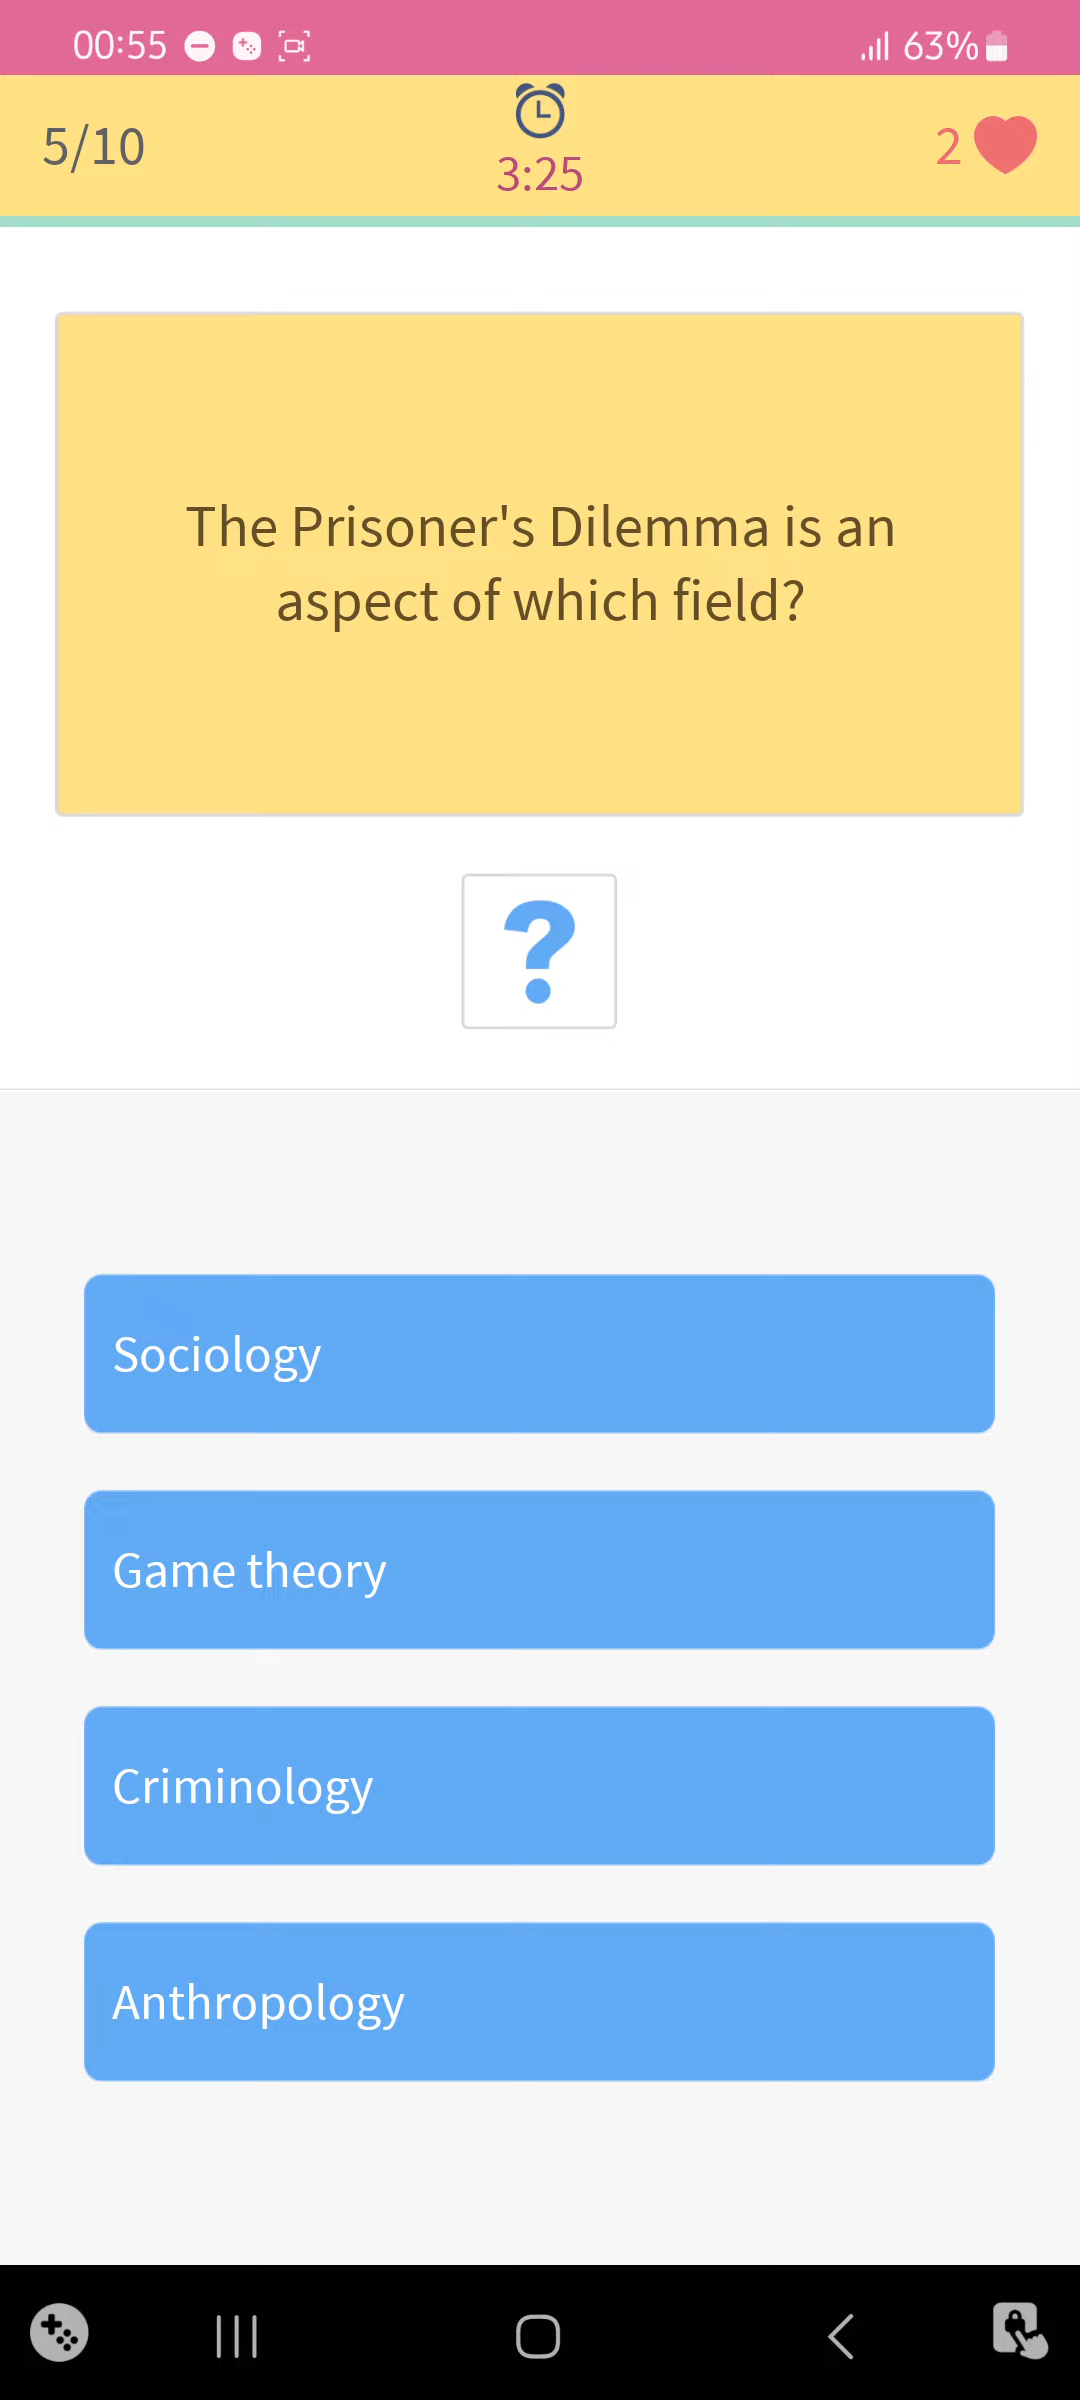 00:55
63%
5/10
3:25
2
The Prisoner's Dilemma is an
aspect of which field?
?
Sociology
Game theory
Criminology
Anthropology